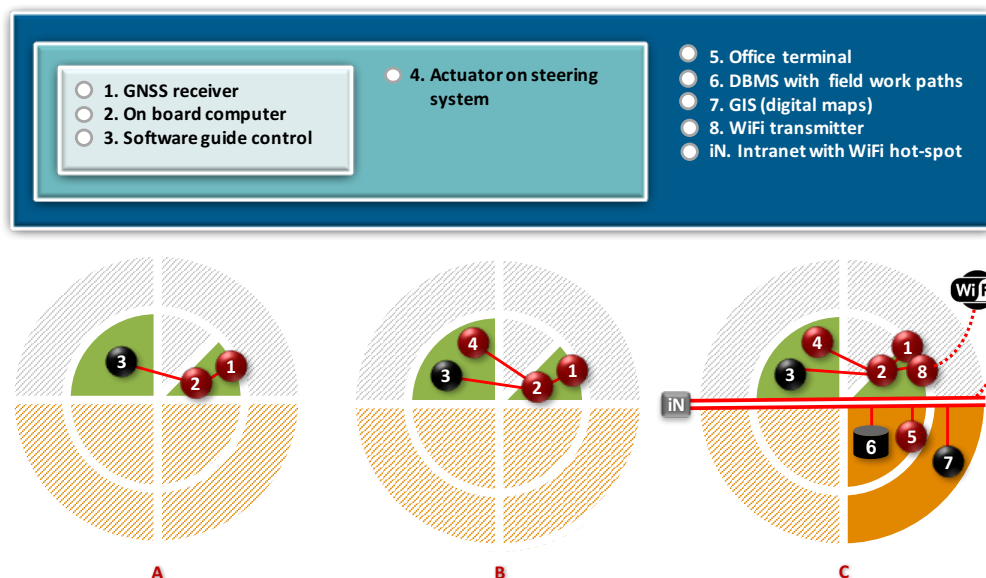 1. GNSS receiver
2. On board computer
3. Software guide control
4. Actuator on steering
system
5. Office terminal
6. DBMS with field work paths
7. GIS (digital maps)
8. WiFi transmitter
iN. Intranet with WiFi hot-spot
3
2
1
4
3
2
1
4
3
2
1
8
WiF
iN
6
5
7
A
B
C